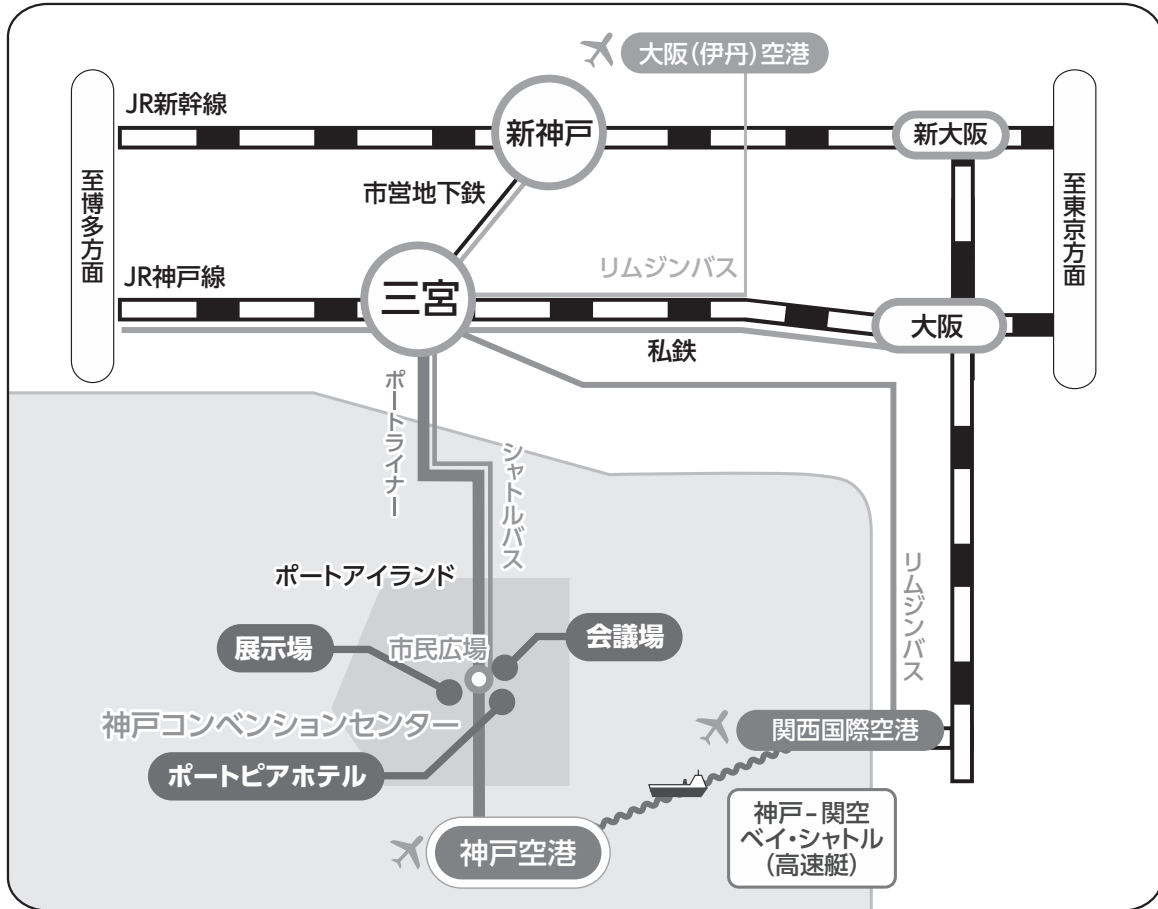 大阪(伊丹)空港
JR新幹線
新神戸
新大阪
至博多方面
至東京方面
市営地下鉄
リムジンバス
JR神戸線
三宮
大阪
私鉄
ポートライナー
シャトルバス
リムジンバス
ポートアイランド
展示場
市民広場
会議場
神戸コンベンションセンター
関西国際空港
ポートピアホテル
神戸空港
神戸-関空
ベイ・シャトル
(高速艇)